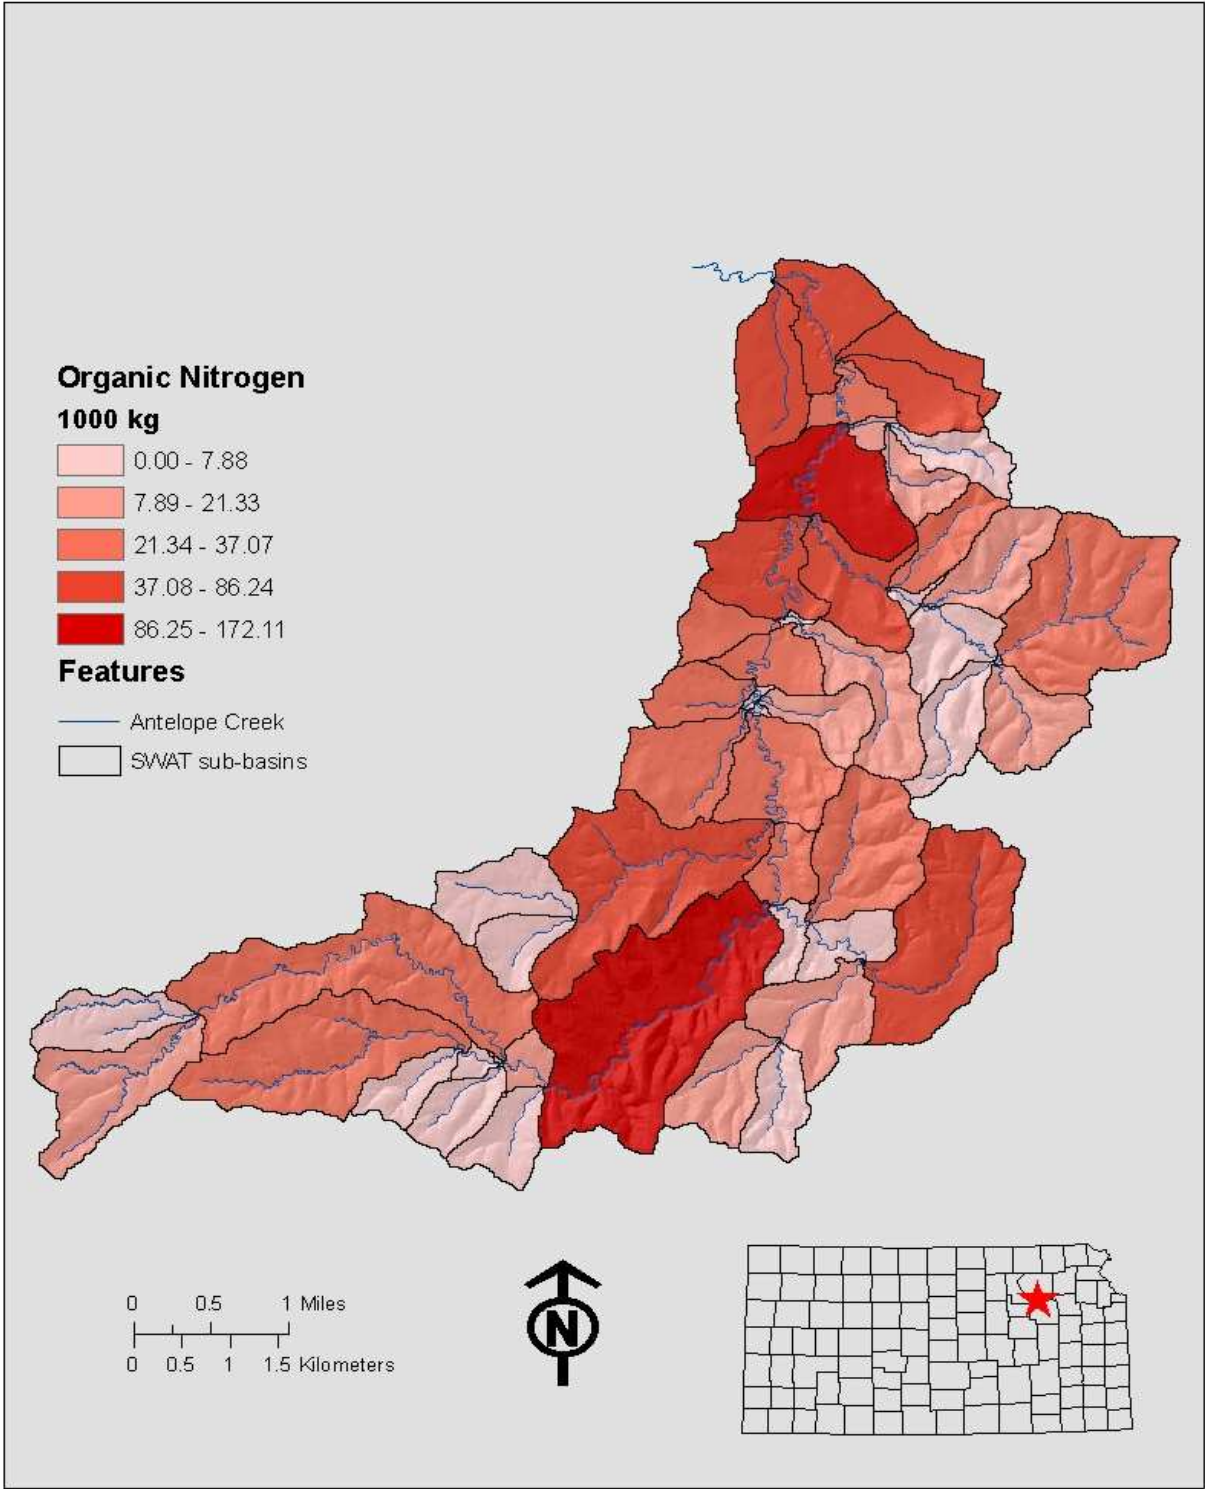 Organic Nitrogen
1000 kg
0.00 - 7.88
7.89 - 21.33
21.34 - 37.07
37.08 - 86.24
86.25 - 172.11
Features
Antelope Creek
SWAT sub-basins
0 0.5 1 Miles
0 0.5 1 1.5 Kilometers
N